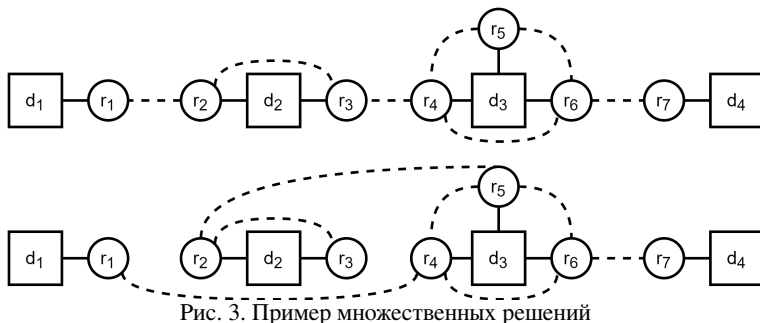 r₅
d₁ r₁ r₂ d₂ r₃ r₄ d₃ r₆ r₇ d₄
r₅
d₁ r₁ r₂ d₂ r₃ r₄ d₃ r₆ r₇ d₄
Рис. 3. Пример множественных решений